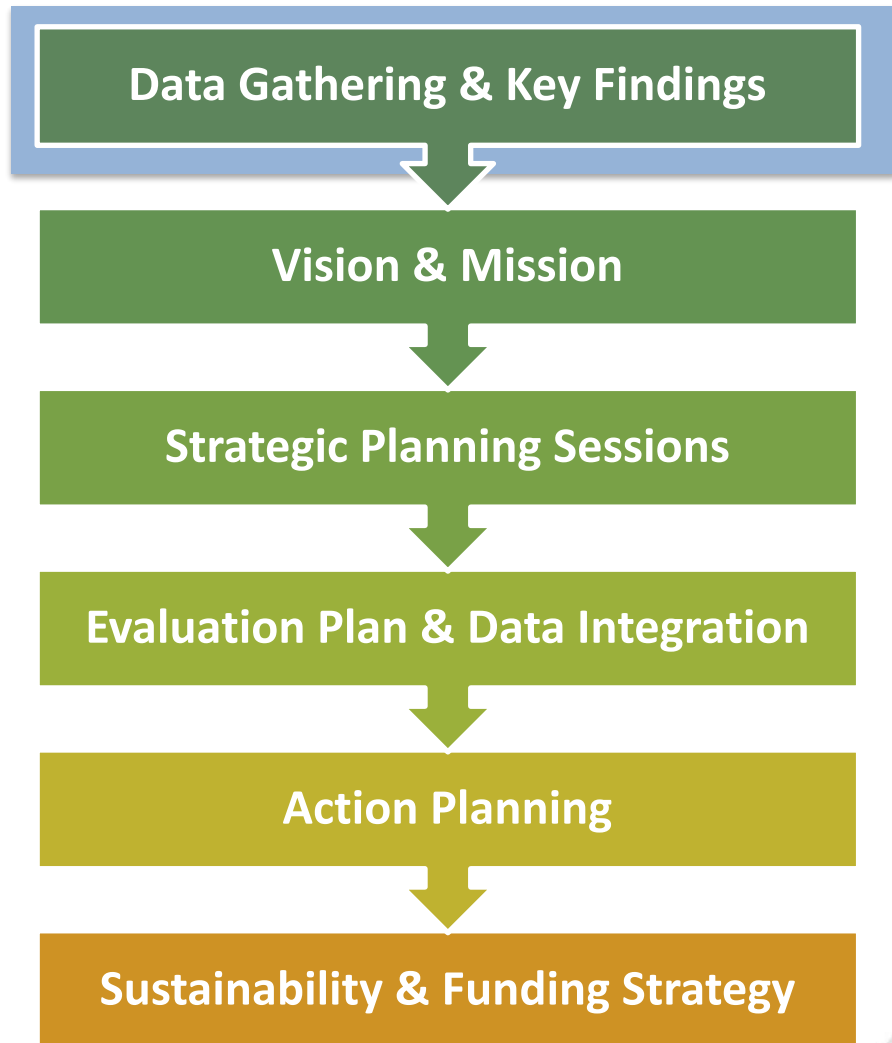 Data Gathering & Key Findings
Vision & Mission
Strategic Planning Sessions
Evaluation Plan & Data Integration
Action Planning
Sustainability & Funding Strategy